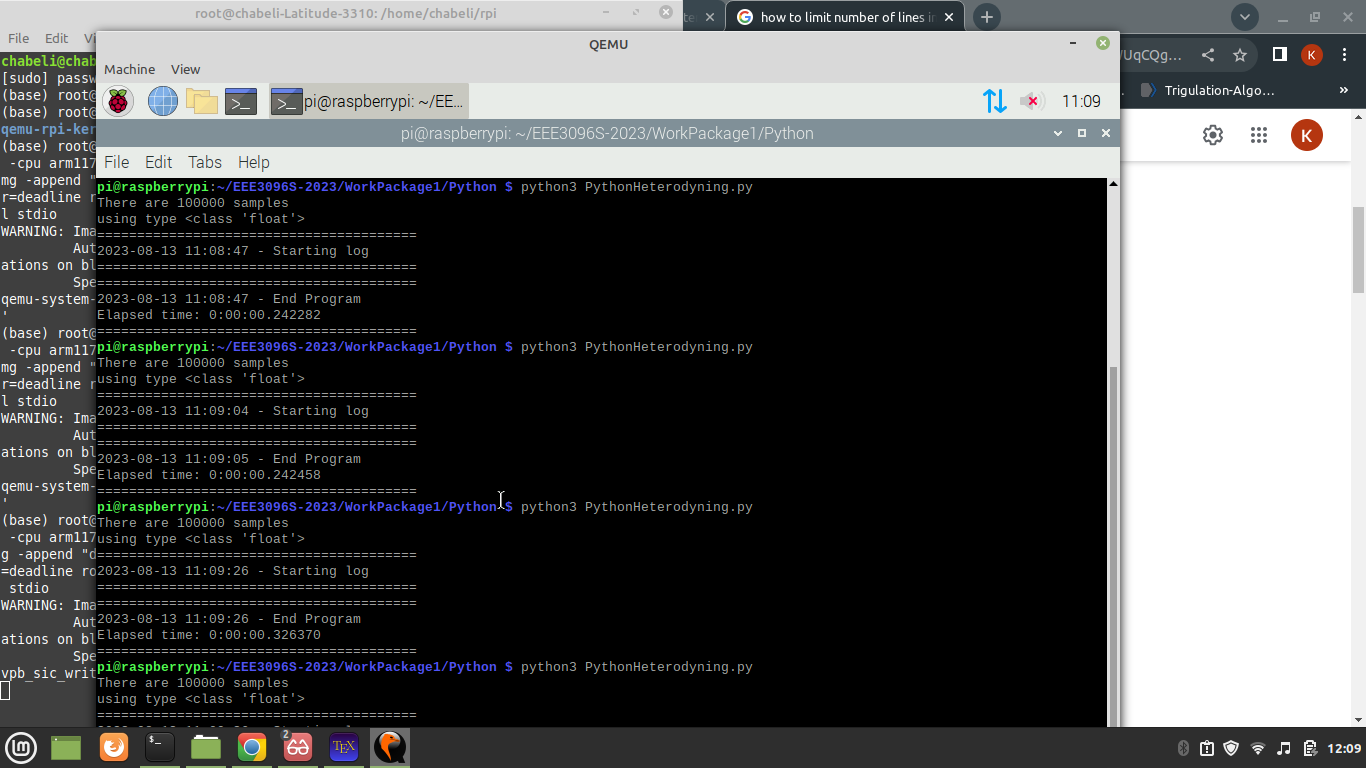 root@chabeli-Latitude-3310: /home/chabeli/rpi
how to limit number of lines i
File Edit Vi
QEMU
Machine View
UqCQg...
K
Trigulation-Algo...
»
pi@raspberrypi: ~/EE...
11:09
pi@raspberrypi: ~/EEE3096S-2023/WorkPackage1/Python
File Edit Tabs Help
K
chabeli@chab
[sudo] passw
(base) root@
(base) root@
qemu-rpi-ker
(base) root@
-cpu arm117
mg -append "
r=deadline r
l stdio
WARNING: Ima
Aut
ations on bl
Spe
qemu-system-
'
(base) root@
-cpu arm117
mg -append "
r=deadline r
l stdio
WARNING: Ima
Aut
ations on bl
Spe
qemu-system-
'
(base) root@
-cpu arm117
g -append "d
=deadline ro
stdio
WARNING: Ima
Aut
ations on bl
Spe
vpb_sic_writ
pi@raspberrypi:~/EEE3096S-2023/WorkPackage1/Python $ python3 PythonHeterodyning.py
There are 100000 samples
using type <class 'float'>
========================================
2023-08-13 11:08:47 - Starting log
========================================
========================================
2023-08-13 11:08:47 - End Program
Elapsed time: 0:00:00.242282
========================================
pi@raspberrypi:~/EEE3096S-2023/WorkPackage1/Python $ python3 PythonHeterodyning.py
There are 100000 samples
using type <class 'float'>
========================================
2023-08-13 11:09:04 - Starting log
========================================
========================================
2023-08-13 11:09:05 - End Program
Elapsed time: 0:00:00.242458
========================================
pi@raspberrypi:~/EEE3096S-2023/WorkPackage1/Python $ python3 PythonHeterodyning.py
There are 100000 samples
using type <class 'float'>
========================================
2023-08-13 11:09:26 - Starting log
========================================
========================================
2023-08-13 11:09:26 - End Program
Elapsed time: 0:00:00.326370
========================================
pi@raspberrypi:~/EEE3096S-2023/WorkPackage1/Python $ python3 PythonHeterodyning.py
There are 100000 samples
using type <class 'float'>
========================================
2
TEX
12:09